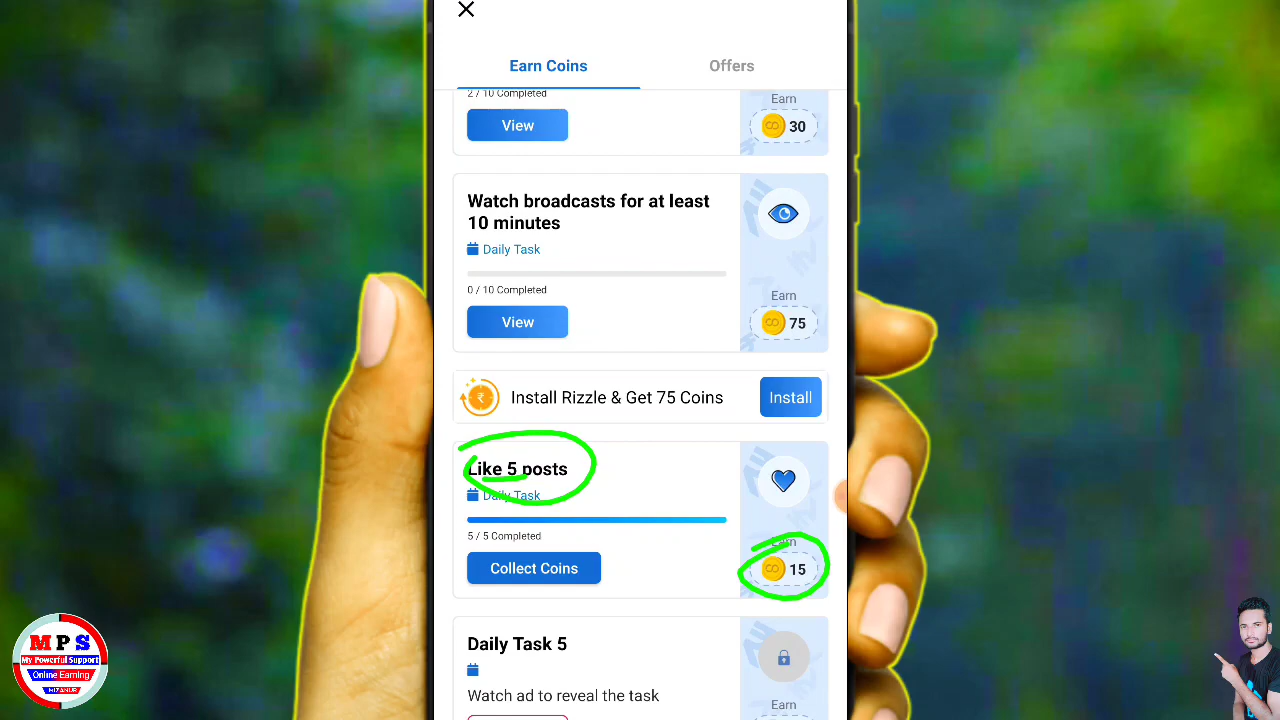 Earn Coins
Offers
2 / 10 Completed
View
Earn
30
Watch broadcasts for at least
10 minutes
Daily Task
0 / 10 Completed
View
Earn
75
Install Rizzle & Get 75 Coins
Install
Like 5 posts
Daily Task
5 / 5 Completed
Collect Coins
Earn
15
Daily Task 5
Watch ad to reveal the task
Earn
M P S
My Powerful Support
Online Earning
MIZANUR